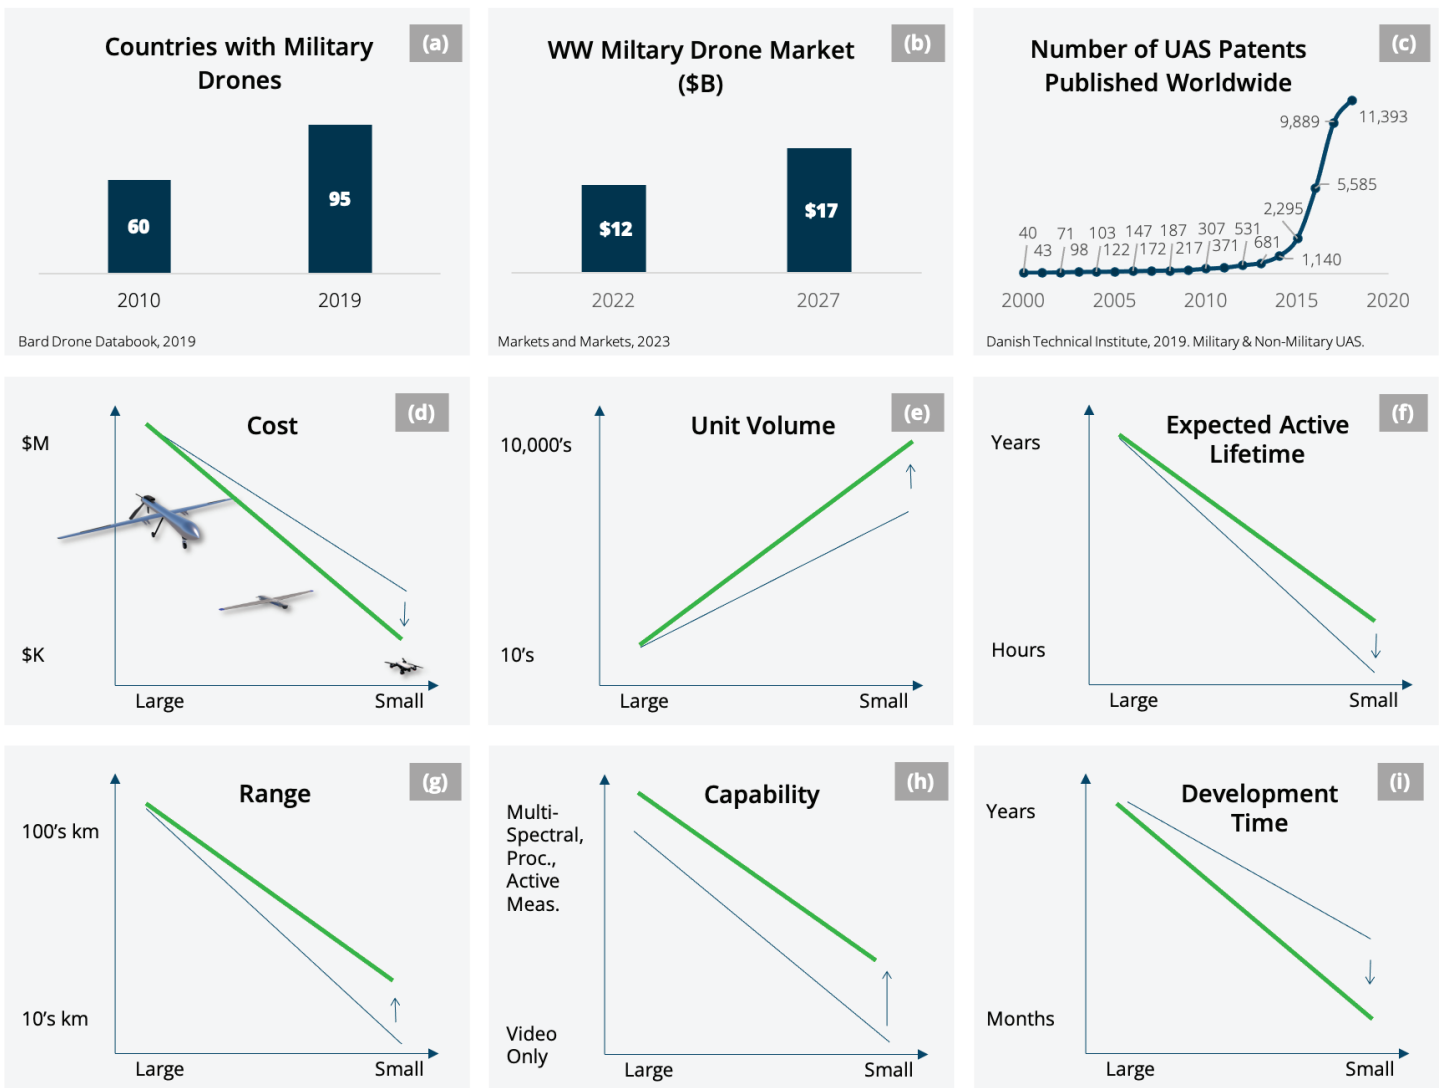 Countries with Military
Drones
(a)
60
95
2010
2019
Bard Drone Databook, 2019
WW Miltary Drone Market
($B)
(b)
$12
$17
2022
2027
Markets and Markets, 2023
Number of UAS Patents
Published Worldwide
(c)
9,889
11,393
5,585
2,295
40 71 103 147 187 307 531
43 98 122 172 217 371 681
1,140
2000 2005 2010 2015 2020
Danish Technical Institute, 2019. Military & Non-Military UAS.
Cost
(d)
$M
$K
Large
Small
Unit Volume
(e)
10,000's
10's
Large
Small
Expected Active
Lifetime
(f)
Years
Hours
Large
Small
Range
(g)
100's km
10's km
Large
Small
Capability
(h)
Multi-
Spectral,
Proc.,
Active
Meas.
Video
Only
Large
Small
Development
Time
(i)
Years
Months
Large
Small